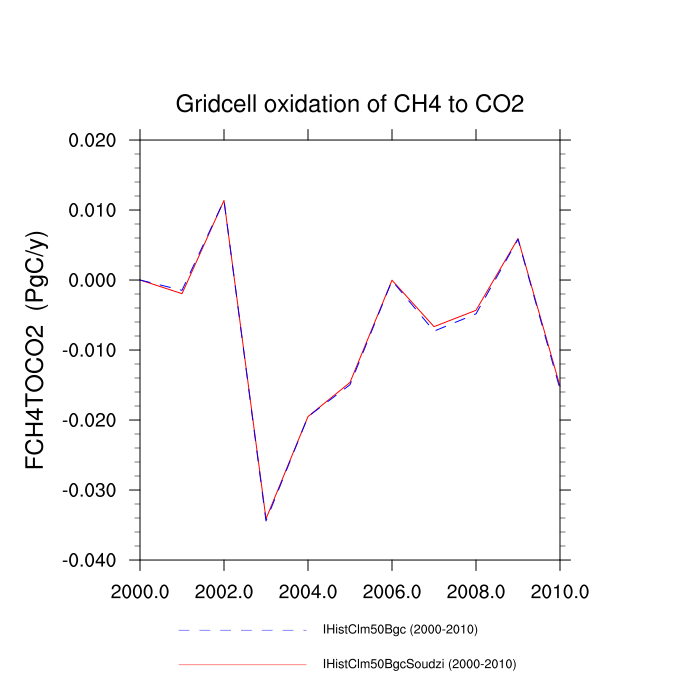 Gridcell oxidation of CH4 to CO2
FCH4TOCO2 (PgC/y)
0.020
0.010
0.000
-0.010
-0.020
-0.030
-0.040
2000.0 2002.0 2004.0 2006.0 2008.0 2010.0
IHistClm50Bgc (2000-2010)
IHistClm50BgcSoudzi (2000-2010)